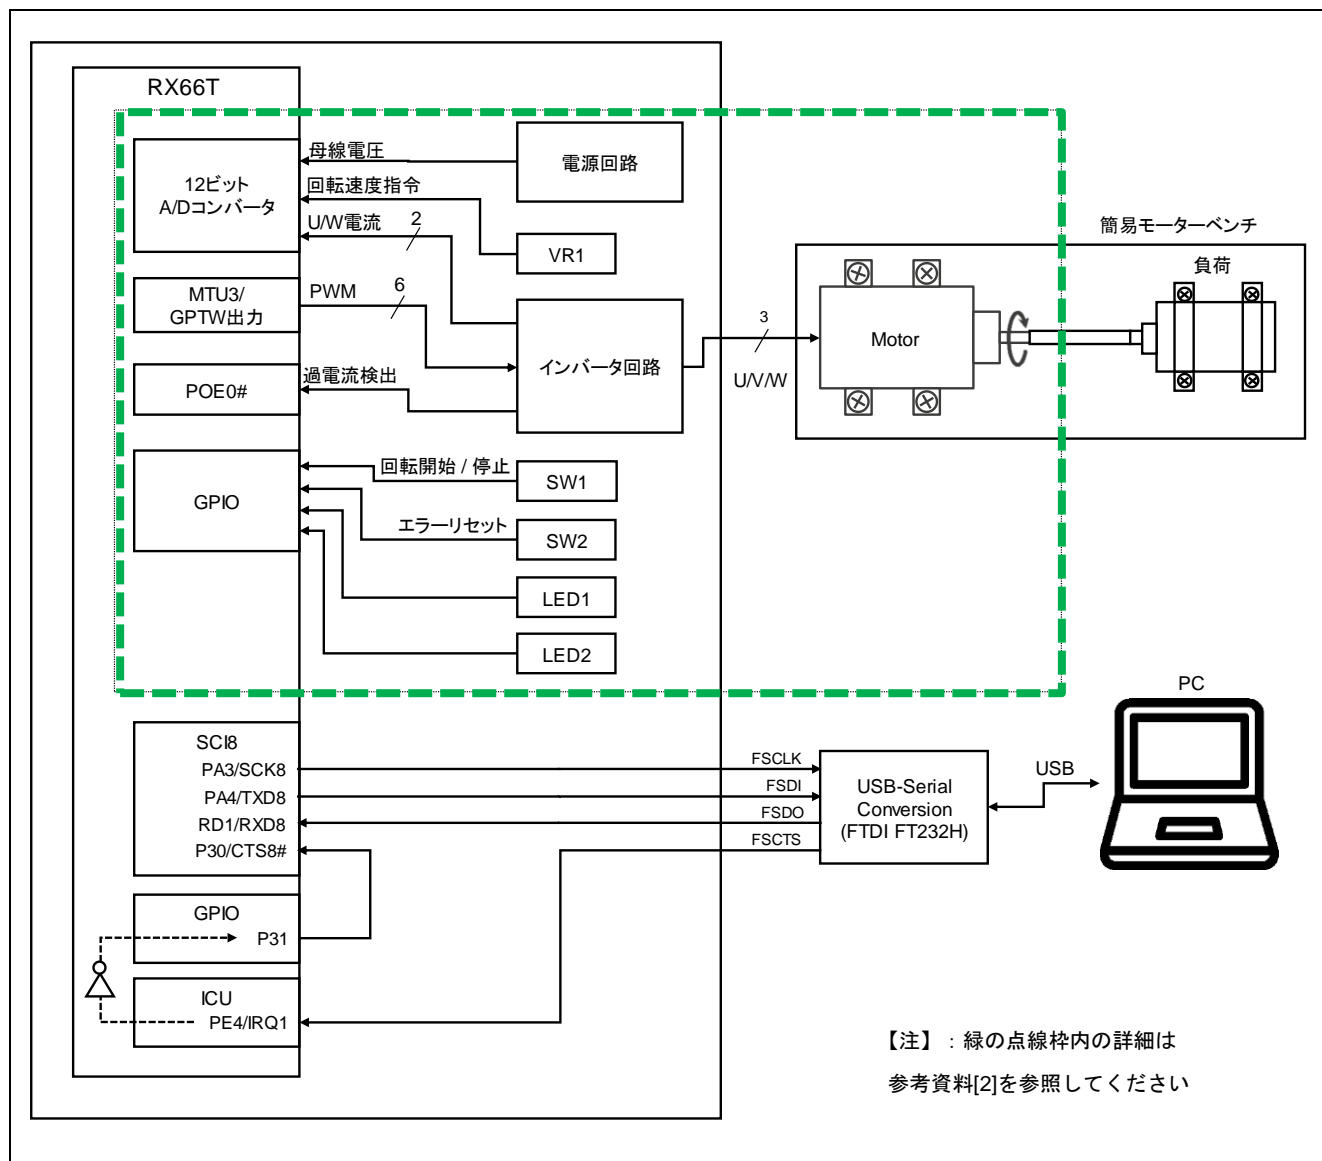 RX66T
12ビット
A/Dコンバータ
母線電圧
回転速度指令
U/W電流
2
電源回路
VR1
MTU3/
GPTW出力
PWM
6
インバータ回路
POE0#
過電流検出
GPIO
回転開始 / 停止
SW1
エラーリセット
SW2
LED1
LED2
3
U/V/W
簡易モーターベンチ
Motor
負荷
SCI8
PA3/SCK8
PA4/TXD8
RD1/RXD8
P30/CTS8#
FSCLK
FSDI
FSDO
FSCTS
USB-Serial
Conversion
(FTDI FT232H)
USB
PC
GPIO
P31
ICU
PE4/IRQ1
【注】 : 緑の点線枠内の詳細は
参考資料[2]を参照してください